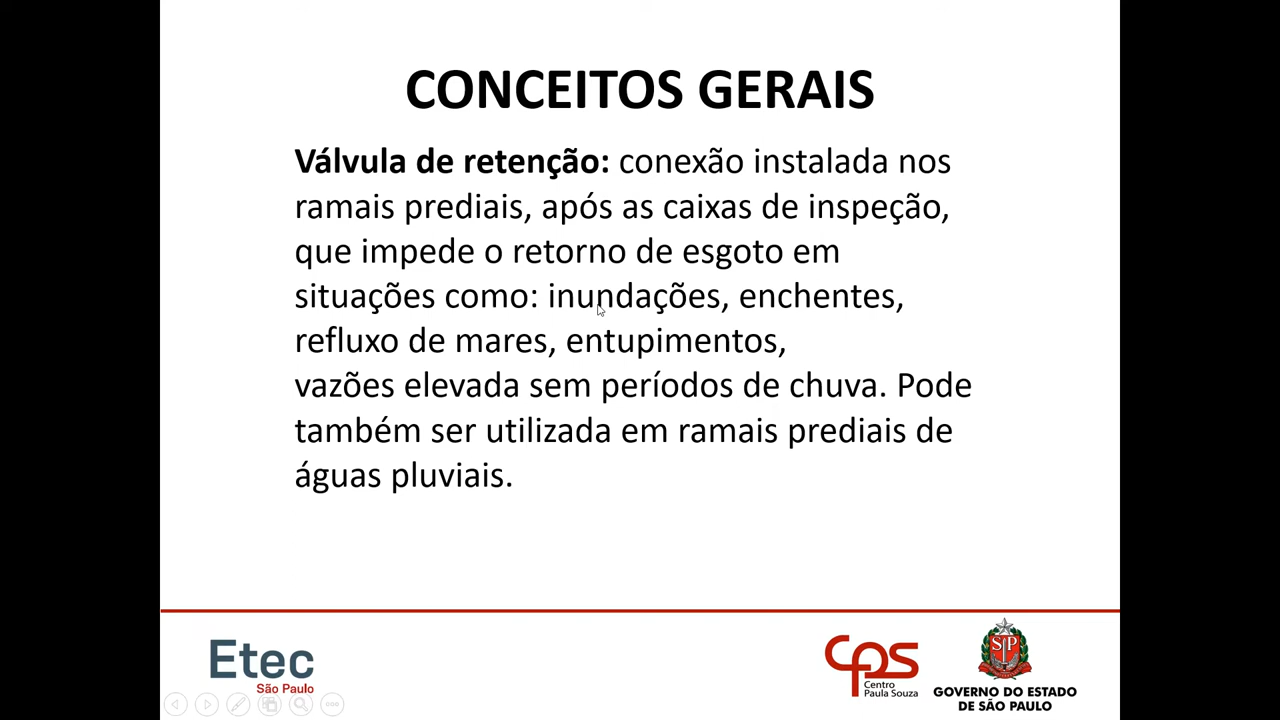 CONCEITOS GERAIS
Válvula de retenção: conexão instalada nos
ramais prediais, após as caixas de inspeção,
que impede o retorno de esgoto em
situações como: inundações, enchentes,
refluxo de mares, entupimentos,
vazões elevada sem períodos de chuva. Pode
também ser utilizada em ramais prediais de
águas pluviais.
Etec
São Paulo
cps
Centro
Paula Souza
SP
GOVERNO DO ESTADO
DE SÃO PAULO